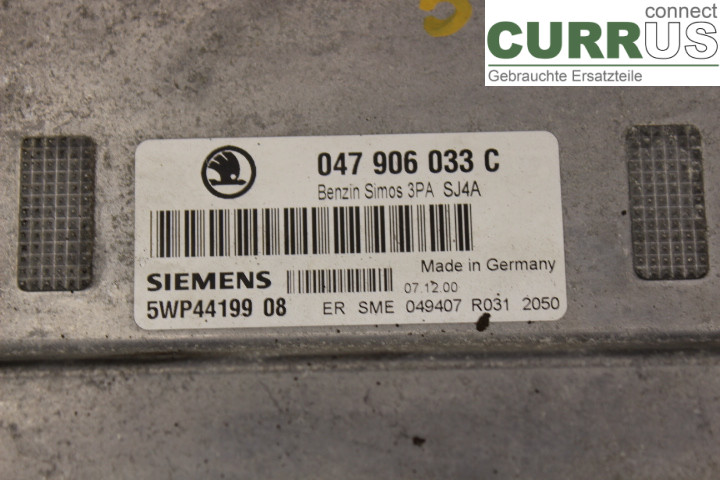 connect
CURRUS
Gebrauchte Ersatzteile
047 906 033 C
Benzin Simos 3PA SJ4A
SIEMENS
Made in Germany
07.12.00
5WP44199 08
ER SME 049407 R031 2050